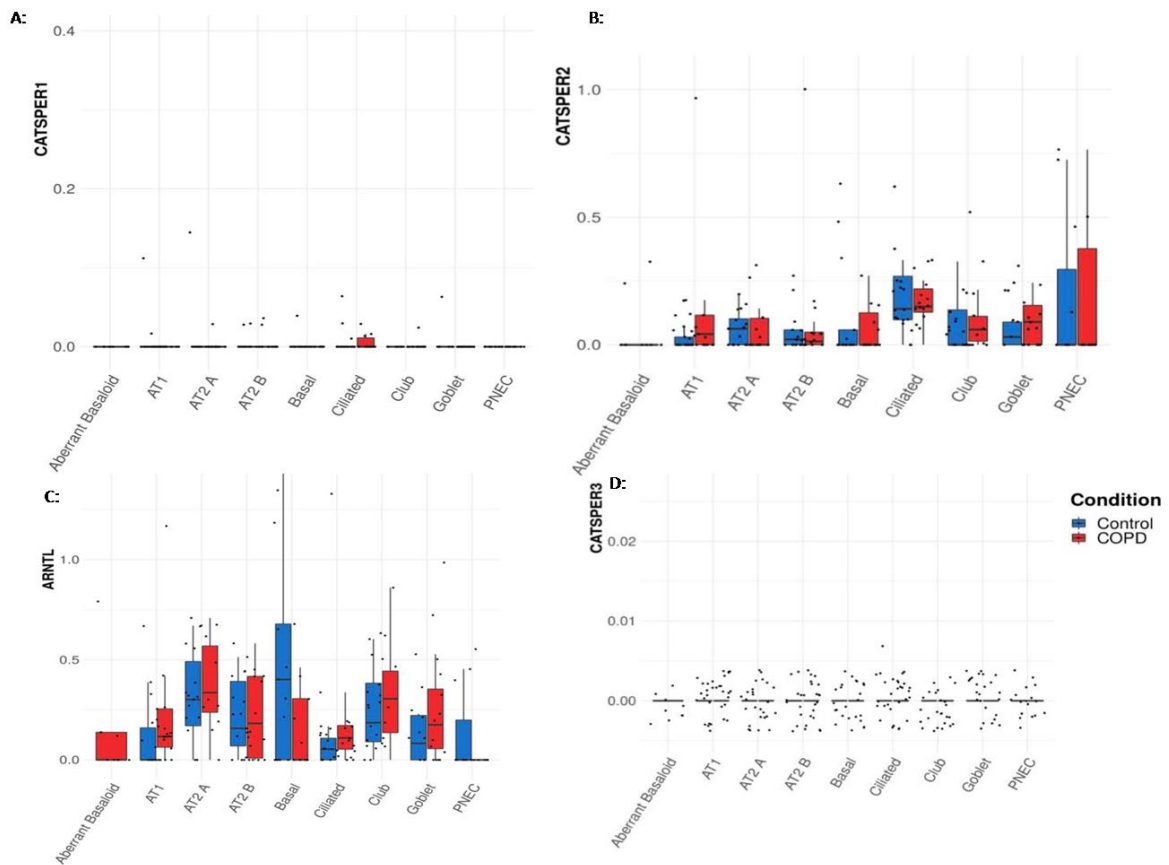 A:
CATSPER1
0.4
0.2
0.0
Aberrant Basaloid
AT1
AT2 A
AT2 B
Basal
Ciliated
Club
Goblet
PNEC
B:
CATSPER2
1.0
0.5
0.0
Aberrant Basaloid
AT1
AT2 A
AT2 B
Basal
Ciliated
Club
Goblet
PNEC
C:
ARNTL
1.0
0.5
0.0
Aberrant Basaloid
AT1
AT2 A
AT2 B
Basal
Ciliated
Club
Goblet
PNEC
D:
CATSPER3
0.02
0.01
0.00
Aberrant Basaloid
AT1
AT2 A
AT2 B
Basal
Ciliated
Club
Goblet
PNEC
Condition
Control
COPD